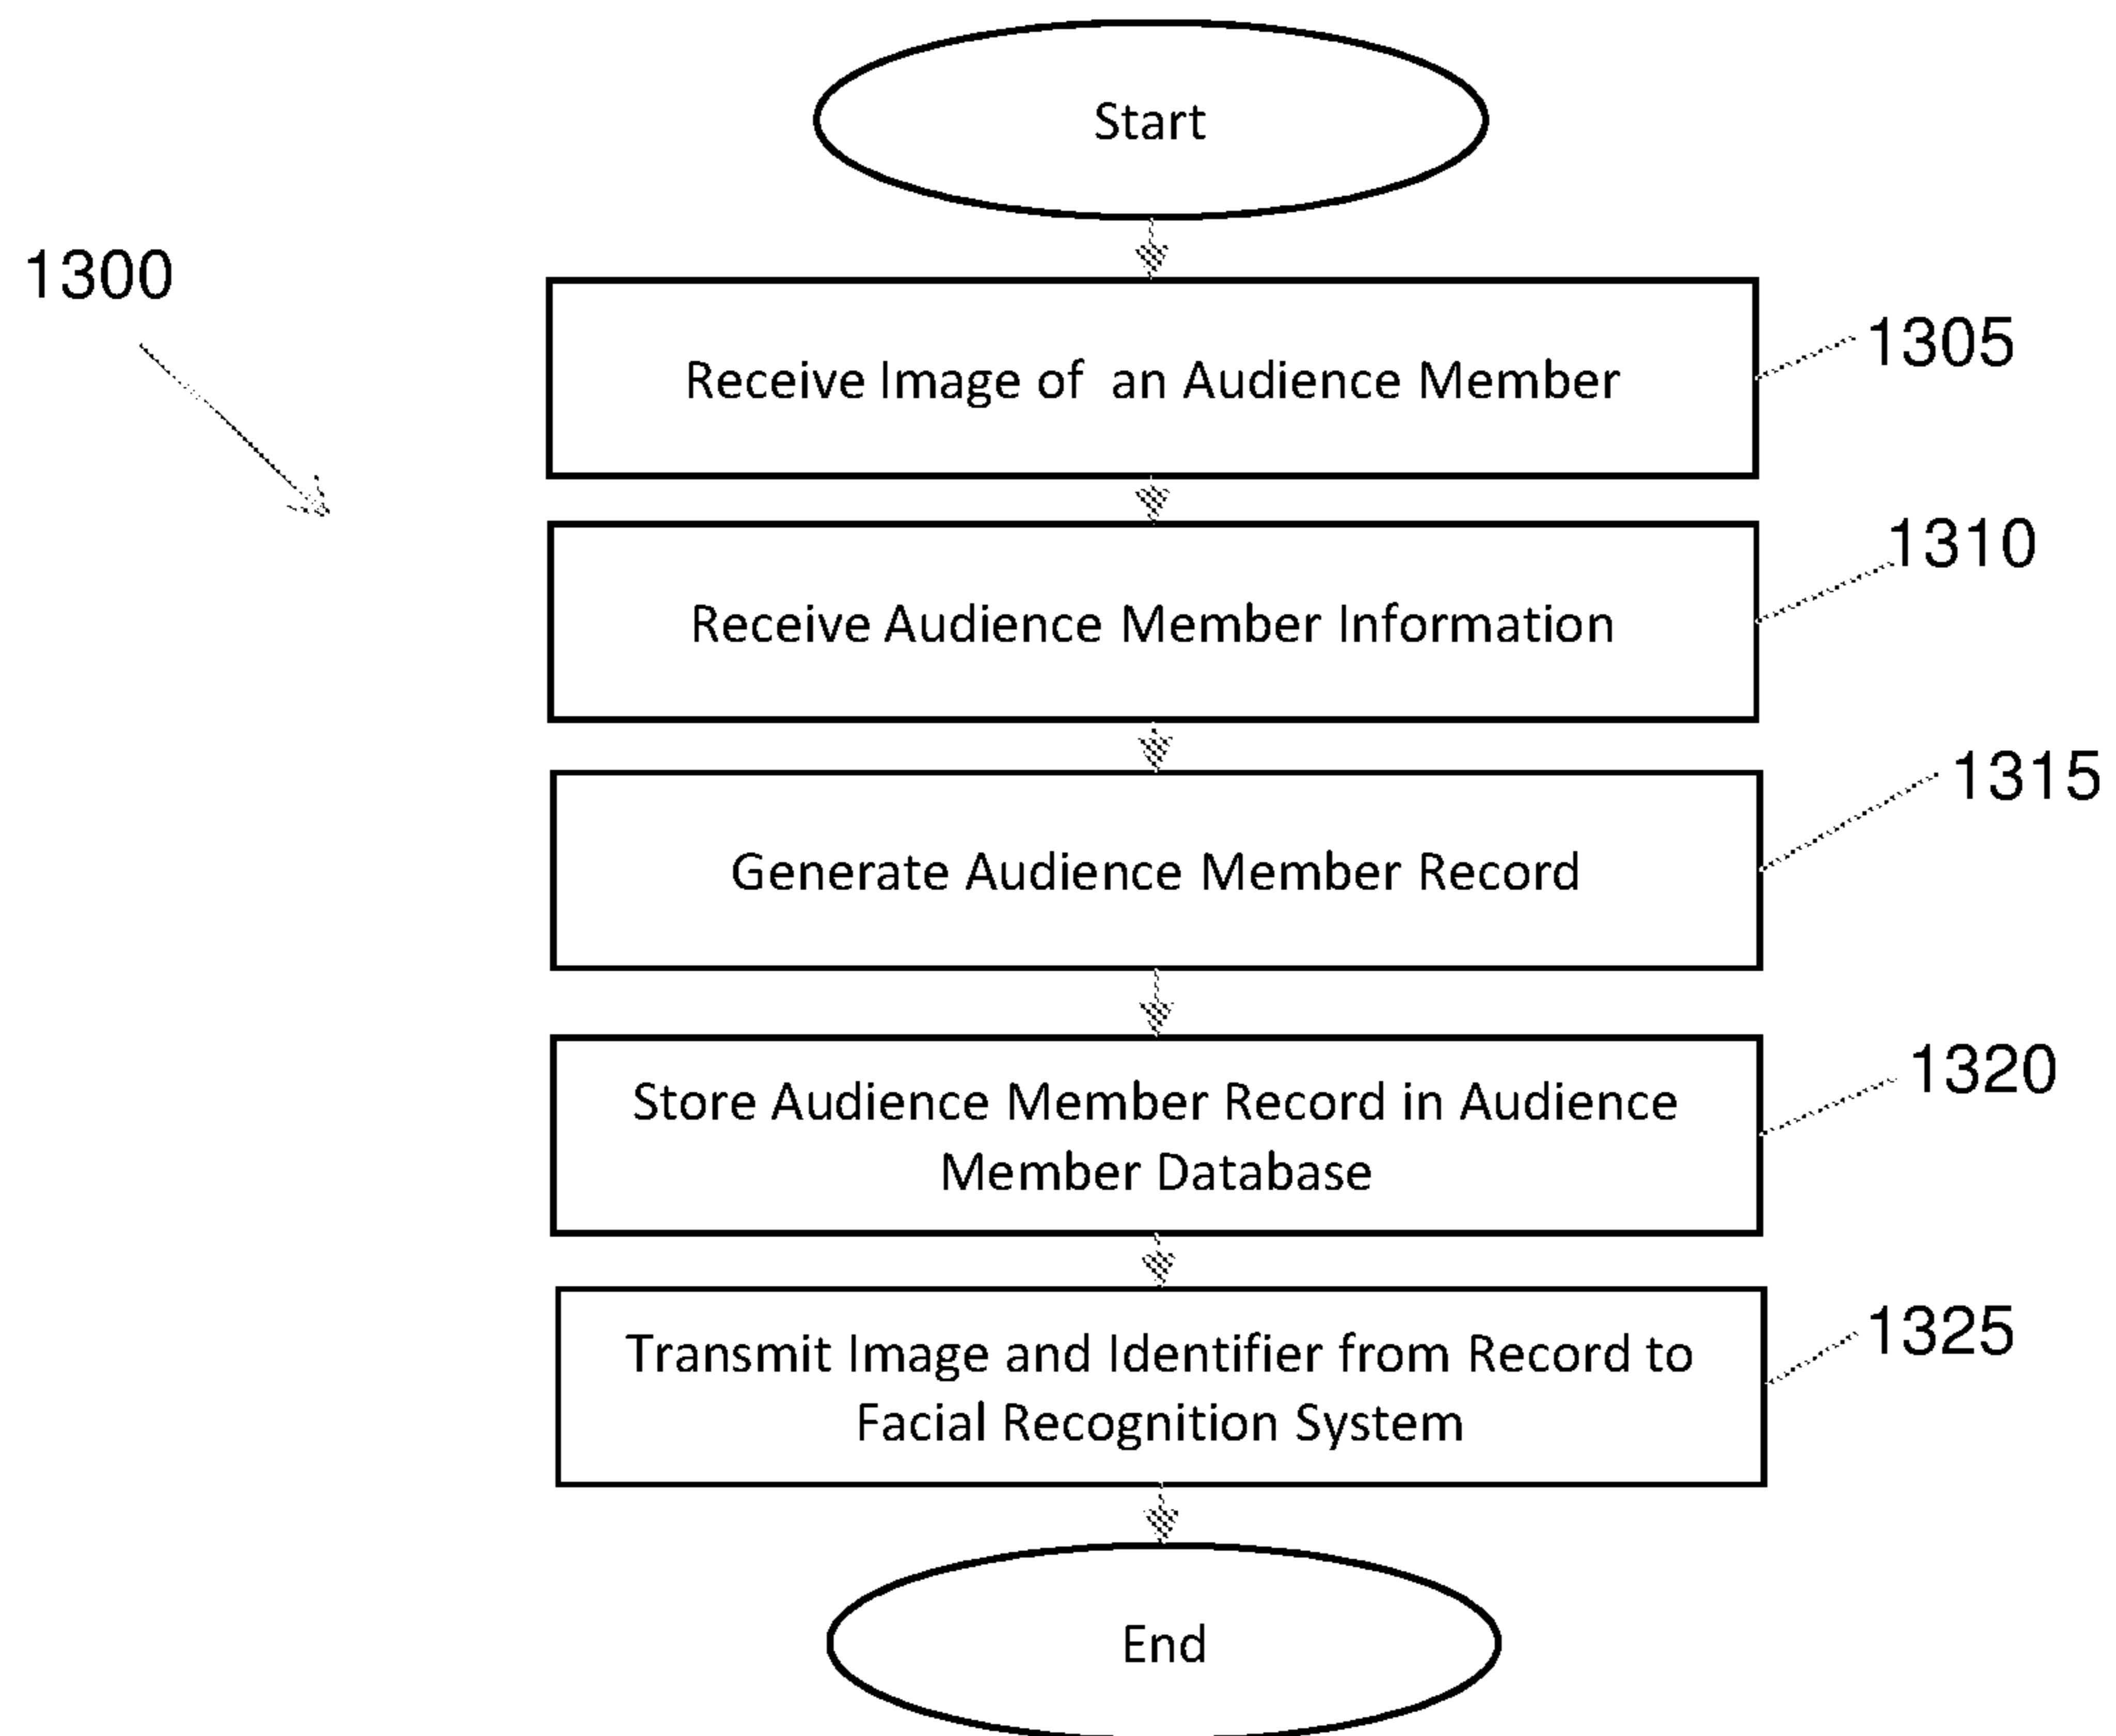 Start
1300
Receive Image of  an Audience Member
1305
Receive Audience Member Information
1310
Generate Audience Member Record
1315
Store Audience Member Record in Audience
Member Database
1320
Transmit Image and Identifier from Record to
Facial Recognition System
1325
End